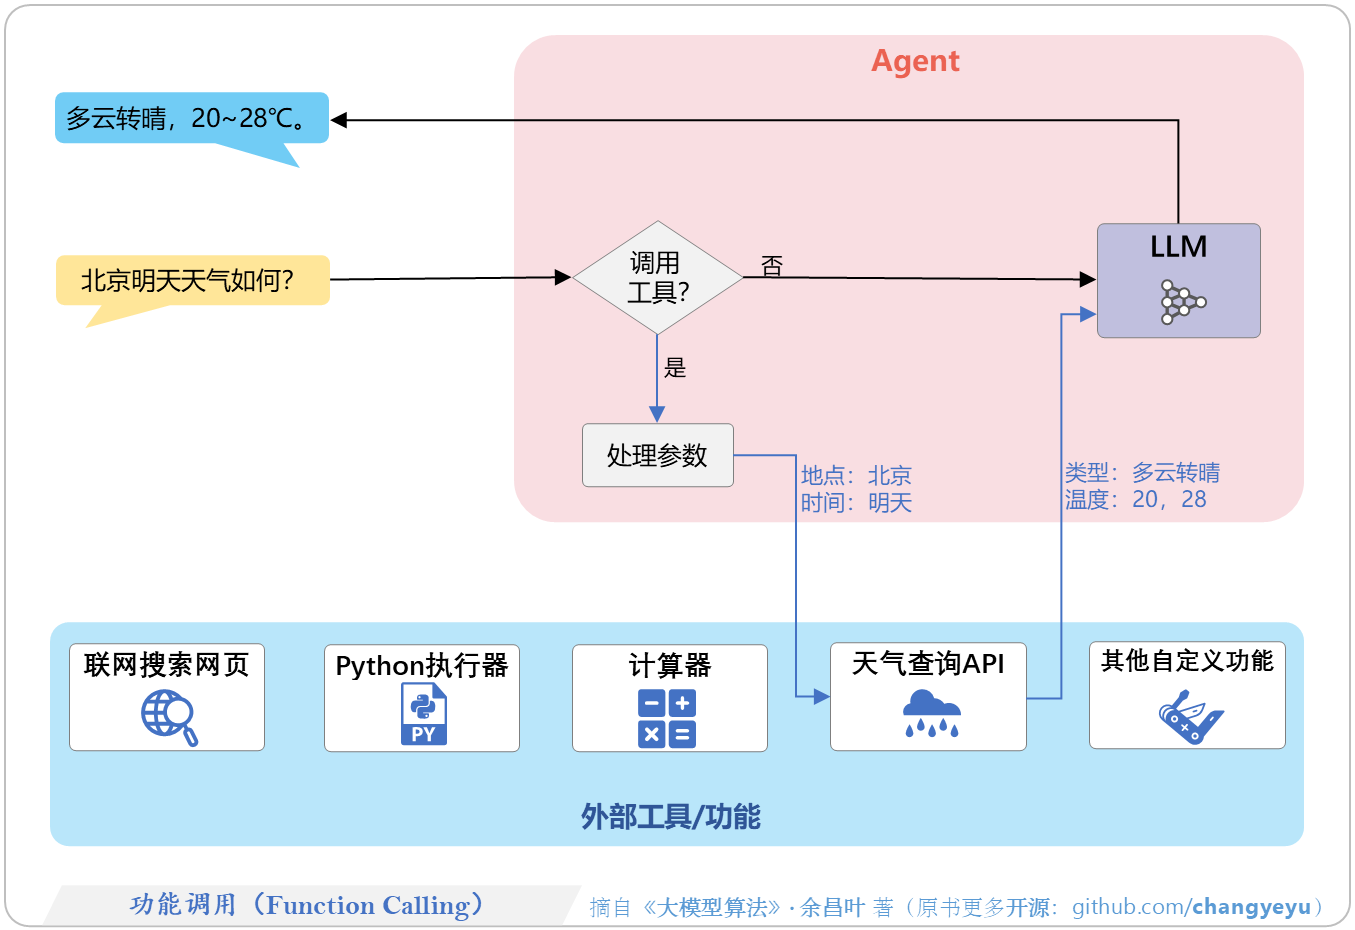 Agent
多云转晴，20~28℃。
LLM
北京明天天气如何？
调用
工具？
否
是
处理参数
地点：北京
时间：明天
类型：多云转晴
温度：20，28
联网搜索网页
Python执行器
PY
计算器
天气查询API
其他自定义功能
外部工具/功能
功能调用（Function Calling）
摘自《大模型算法》·余昌叶 著（原书更多开源：github.com/changyeyu）